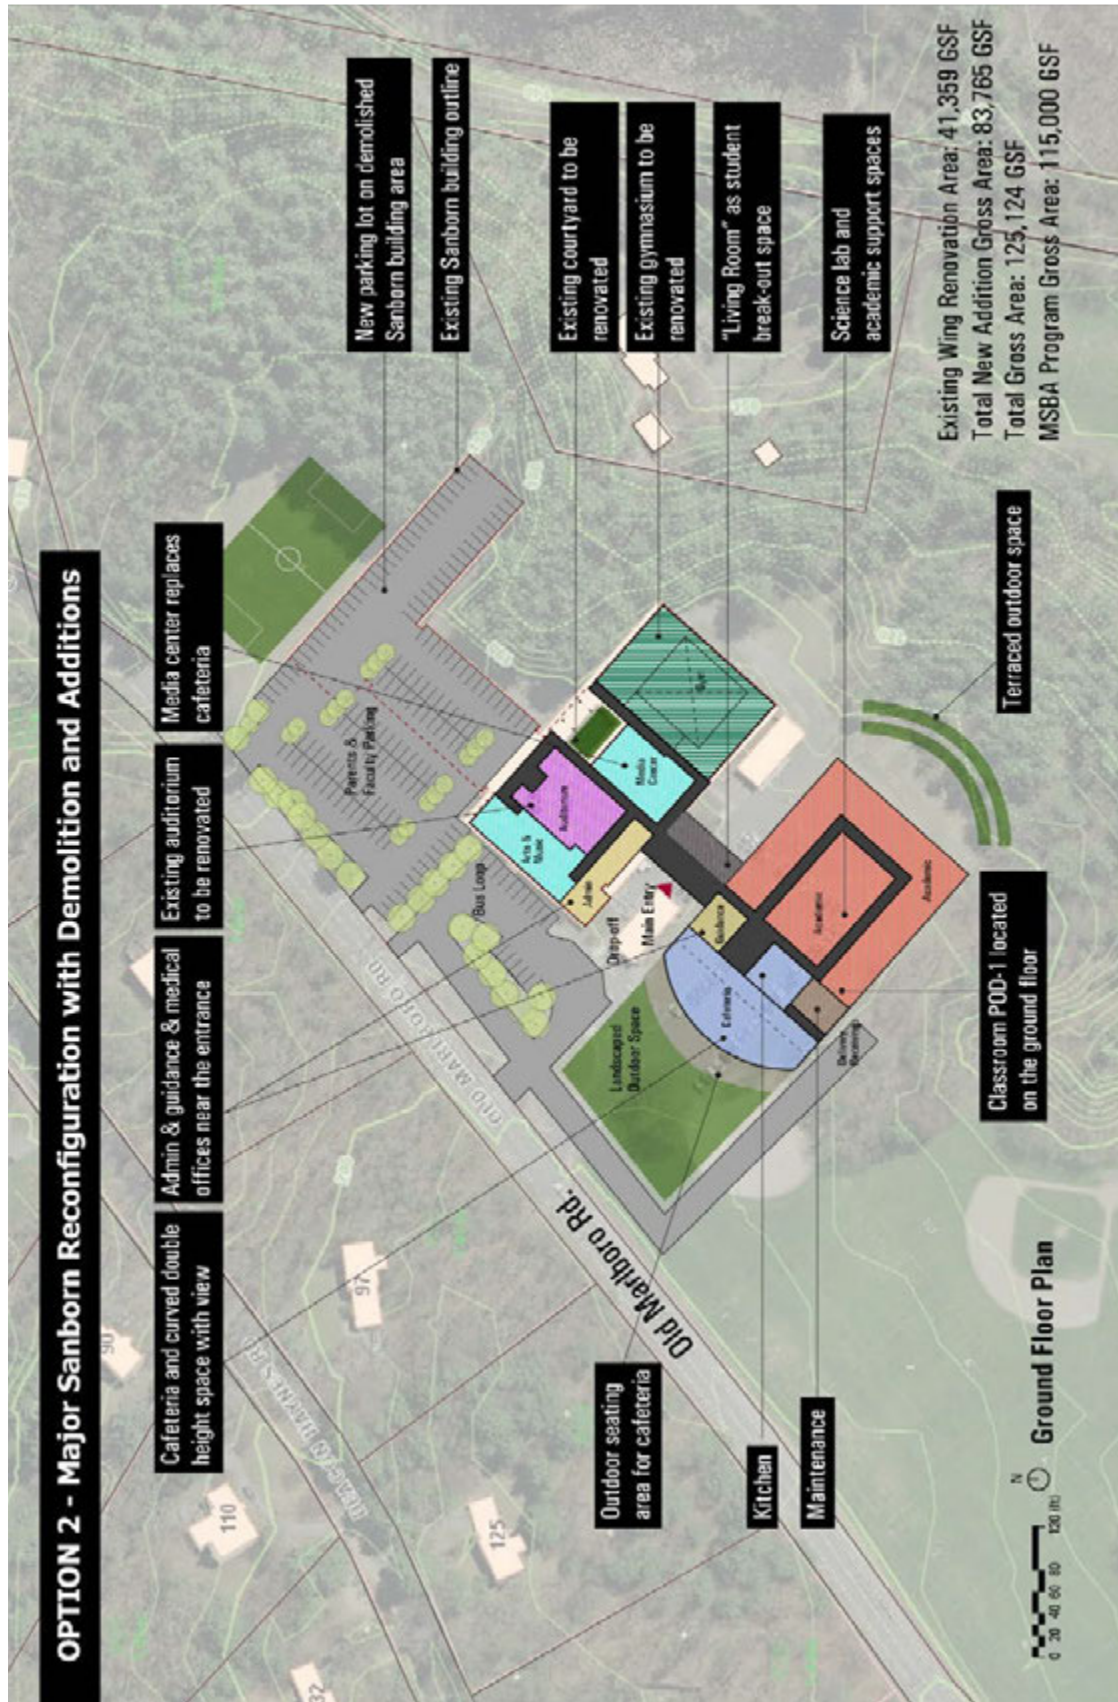 OPTION 2 - Major Sanborn Reconfiguration with Demolition and Additions
Cafeteria and curved double
height space with view
Admin & guidance & medical
offices near the entrance
Existing auditorium
to be renovated
Media center replaces
cafeteria
New parking lot on demolished
Sanborn building area
Existing Sanborn building outline
Existing courtyard to be
renovated
Existing gymnasium to be
renovated
"Living Room" as student
break-out space
Science lab and
academic support spaces
Existing Wing Renovation Area: 41,359 GSF
Total New Addition Gross Area: 83,765 GSF
Total Gross Area: 125,124 GSF
MSBA Program Gross Area: 115,000 GSF
Terraced outdoor space
Classroom POD-1 located
on the ground floor
Outdoor seating
area for cafeteria
Kitchen
Maintenance
Parents &
Faculty Parking
Bus Loop
Arts &
Music
Auditorium
Admin
Media
Center
Gym
Drop-off
Main Entry
Guidance
Cafeteria
Landscaped
Outdoor Space
Academic
Academic
Old Marlboro Rd.
OLD MARLBORO RD
90
97
110
125
32
N
Ground Floor Plan
0 20 40 60 80 120 (ft)